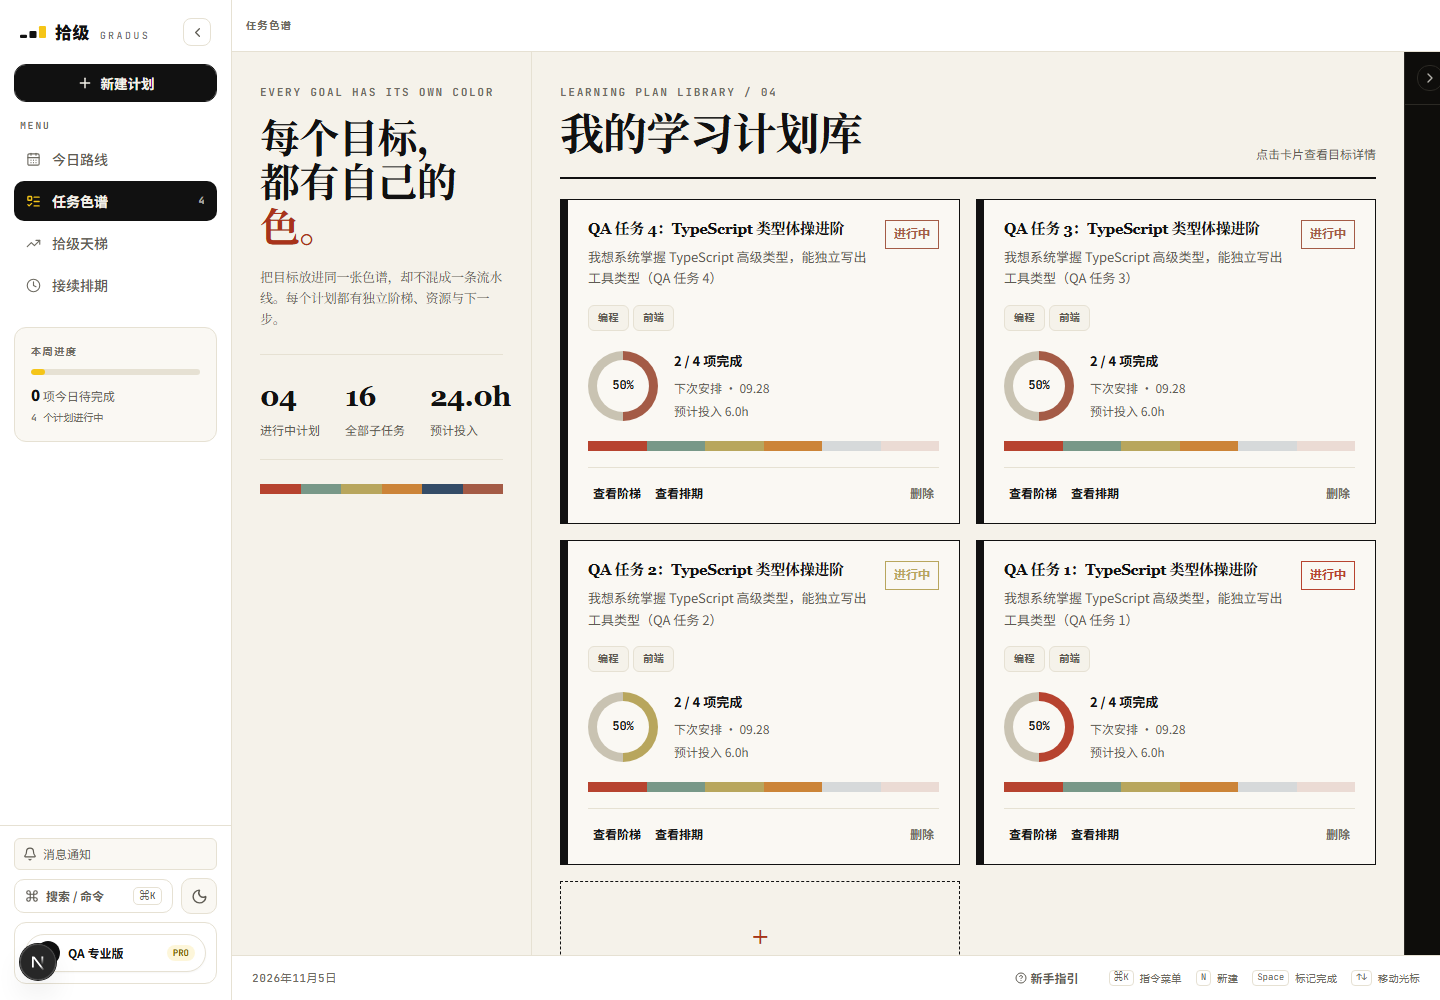 拾级 GRADUS
新建计划
MENU
今日路线
任务色谱 4
拾级天梯
接续排期
本周进度
0 项今日待完成
4 个计划进行中
消息通知
搜索 / 命令 ⌘K
N
QA 专业版 PRO
任务色谱
EVERY GOAL HAS ITS OWN COLOR
每个目标，
都有自己的
色。
把目标放进同一张色谱，却不混成一条流水
线。每个计划都有独立阶梯、资源与下一
步。
04 16 24.0h
进行中计划 全部子任务 预计投入
LEARNING PLAN LIBRARY / 04
我的学习计划库
点击卡片查看目标详情
QA 任务 4：TypeScript 类型体操进阶
进行中
我想系统掌握 TypeScript 高级类型，能独立写出
工具类型（QA 任务 4）
编程 前端
50%
2 / 4 项完成
下次安排 · 09.28
预计投入 6.0h
查看阶梯 查看排期 删除
QA 任务 3：TypeScript 类型体操进阶
进行中
我想系统掌握 TypeScript 高级类型，能独立写出
工具类型（QA 任务 3）
编程 前端
50%
2 / 4 项完成
下次安排 · 09.28
预计投入 6.0h
查看阶梯 查看排期 删除
QA 任务 2：TypeScript 类型体操进阶
进行中
我想系统掌握 TypeScript 高级类型，能独立写出
工具类型（QA 任务 2）
编程 前端
50%
2 / 4 项完成
下次安排 · 09.28
预计投入 6.0h
查看阶梯 查看排期 删除
QA 任务 1：TypeScript 类型体操进阶
进行中
我想系统掌握 TypeScript 高级类型，能独立写出
工具类型（QA 任务 1）
编程 前端
50%
2 / 4 项完成
下次安排 · 09.28
预计投入 6.0h
查看阶梯 查看排期 删除
2026年11月5日
新手指引 ⌘K 指令菜单 N 新建 Space 标记完成 ↑↓ 移动光标